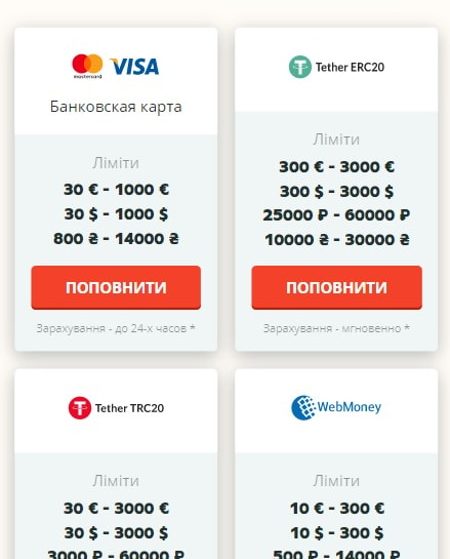 mastercard VISA
Банковская карта
Ліміти
30 € - 1000 €
30 $ - 1000 $
800 ₴ - 14000 ₴
ПОПОВНИТИ
Зарахування - до 24-х часов *
Tether ERC20
Ліміти
300 € - 3000 €
300 $ - 3000 $
25000 ₽ - 60000 ₽
10000 ₴ - 30000 ₴
ПОПОВНИТИ
Зарахування - мгновенно *
Tether TRC20
Ліміти
30 € - 3000 €
30 $ - 3000 $
3000 ₽ - 60000 ₽
WebMoney
Ліміти
10 € - 300 €
10 $ - 300 $
500 ₽ - 14000 ₽